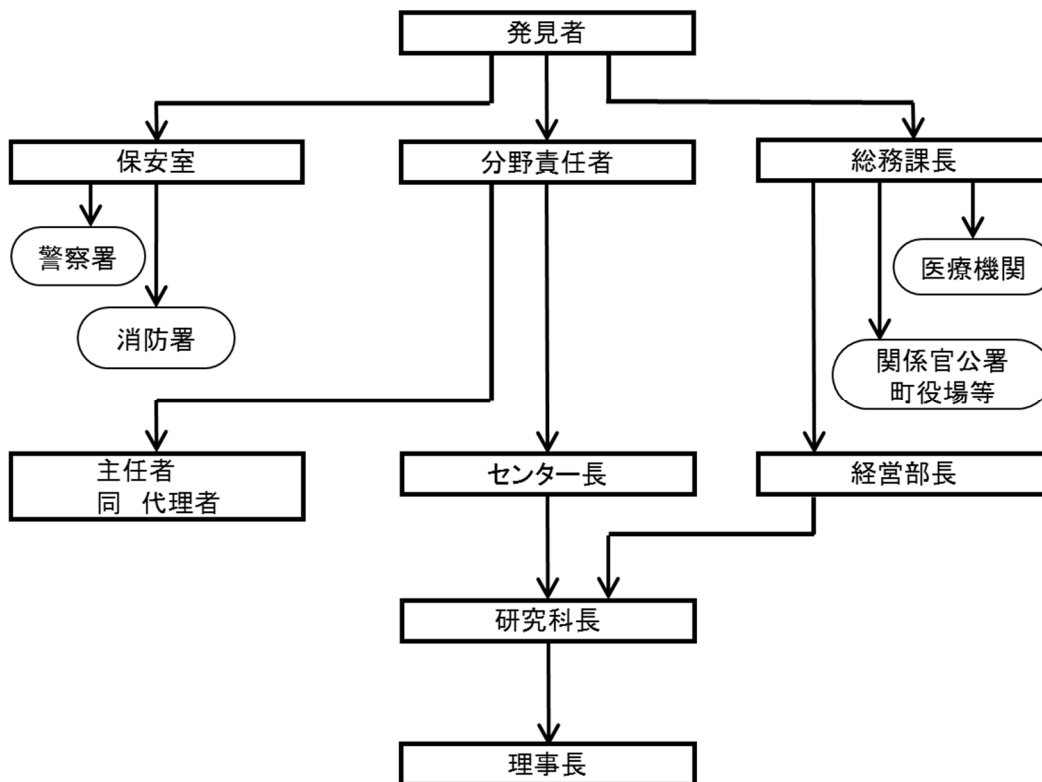 発見者
保安室
分野責任者
総務課長
警察署
医療機関
消防署
関係官公署
町役場等
主任者
同　代理者
センター長
経営部長
研究科長
理事長